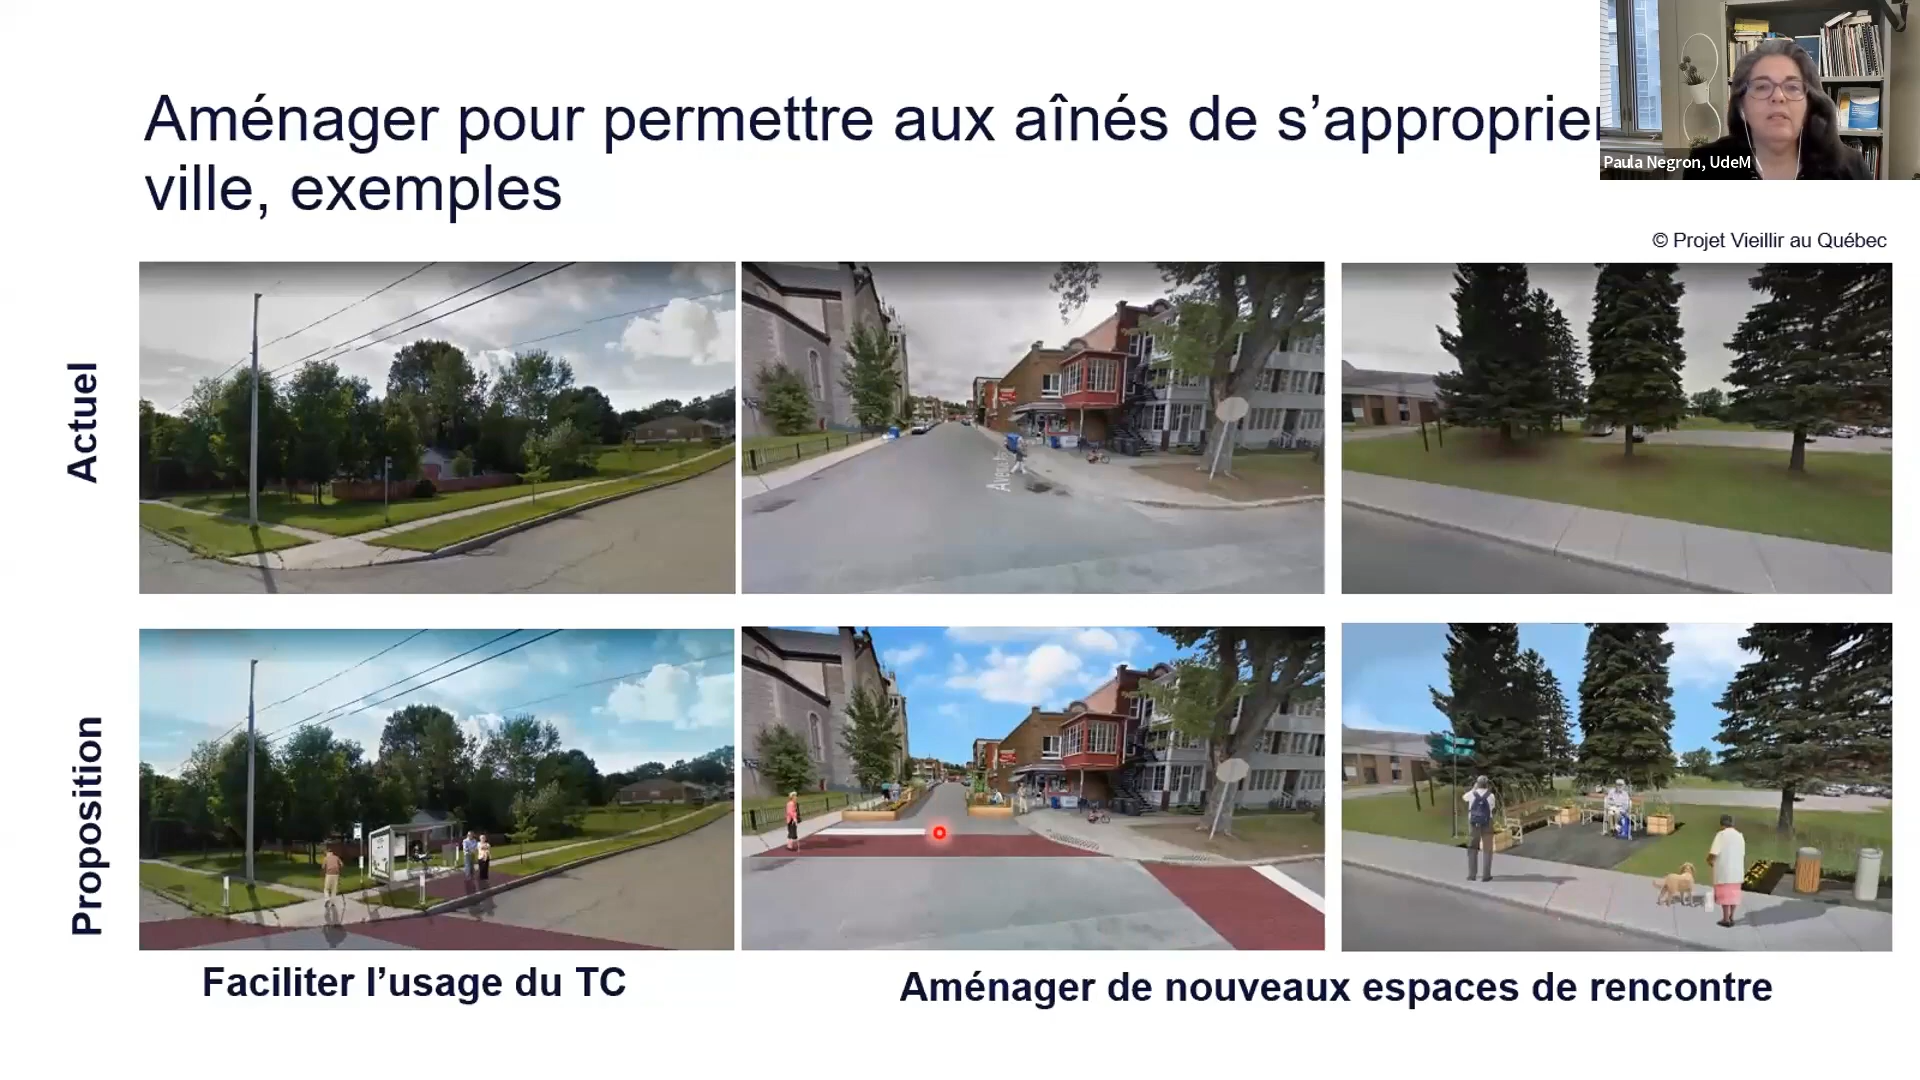 Aménager pour permettre aux aînés de s’approprier
ville, exemples
Paula Negron, UdeM
© Projet Vieillir au Québec
Actuel
Proposition
Faciliter l’usage du TC
Aménager de nouveaux espaces de rencontre